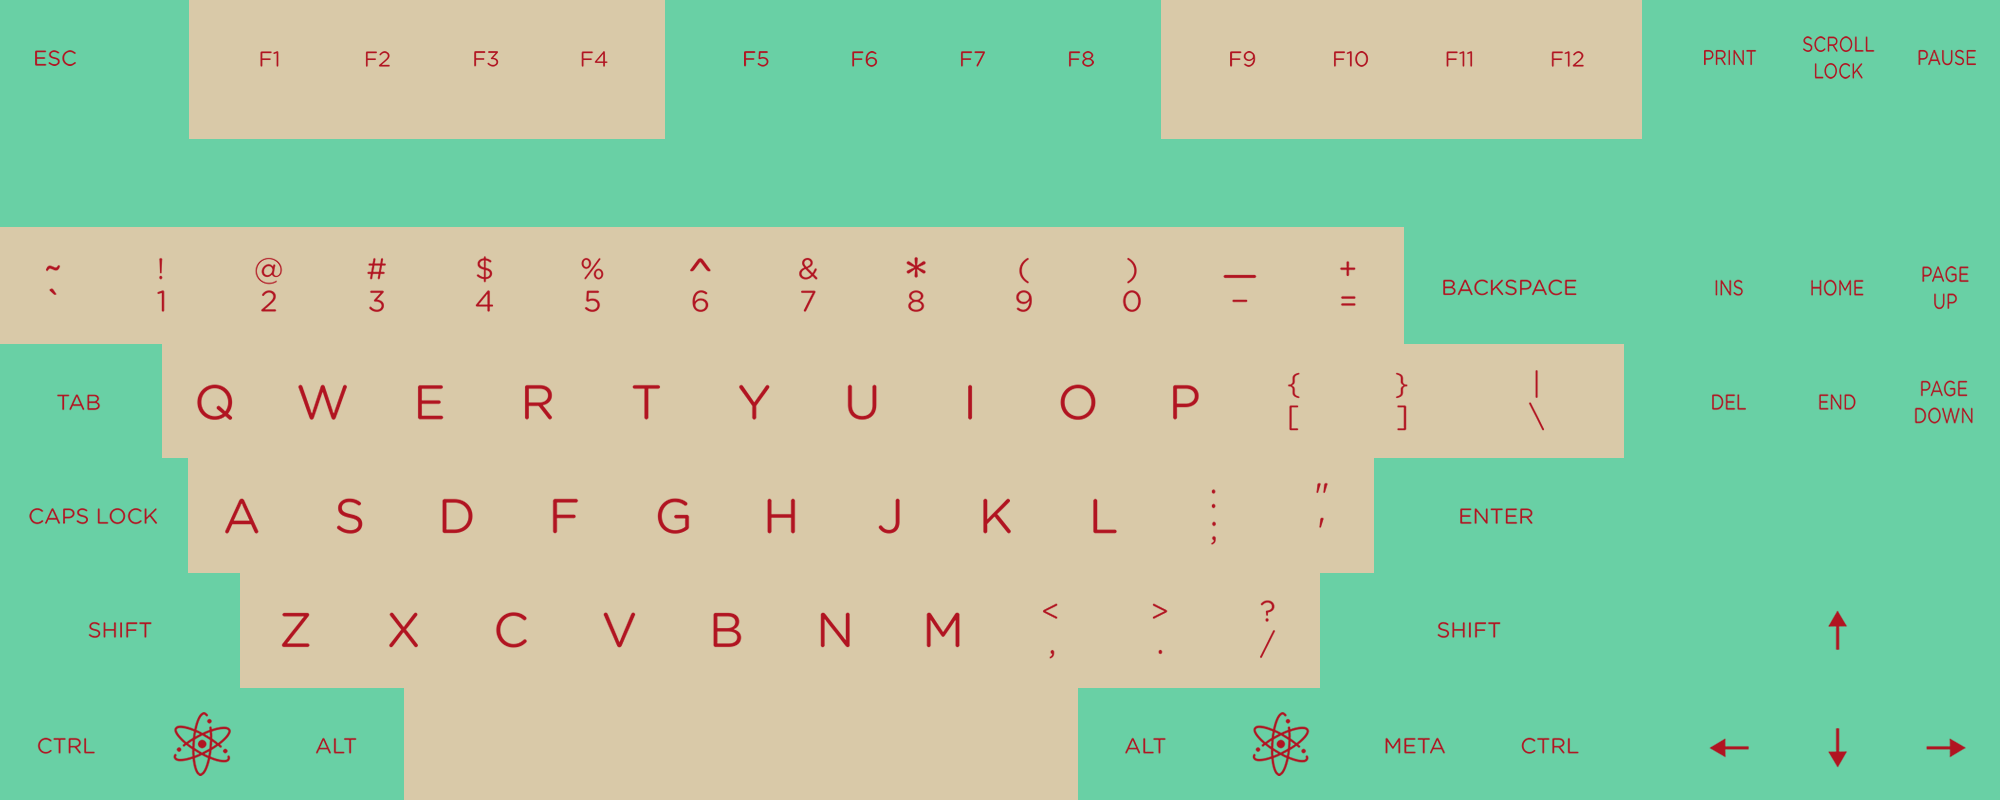 ESC F1 F2 F3 F4 F5 F6 F7 F8 F9 F10 F11 F12 PRINT SCROLL LOCK PAUSE
~ ! @ # $ % ^ & * ( ) _ +
` 1 2 3 4 5 6 7 8 9 0 - = BACKSPACE INS HOME PAGE UP
TAB Q W E R T Y U I O P { } |
[ ] \ DEL END PAGE DOWN
CAPS LOCK A S D F G H J K L : "
; ' ENTER
SHIFT Z X C V B N M < > ?
, . / SHIFT ↑
CTRL ALT ALT META CTRL ← ↓ →